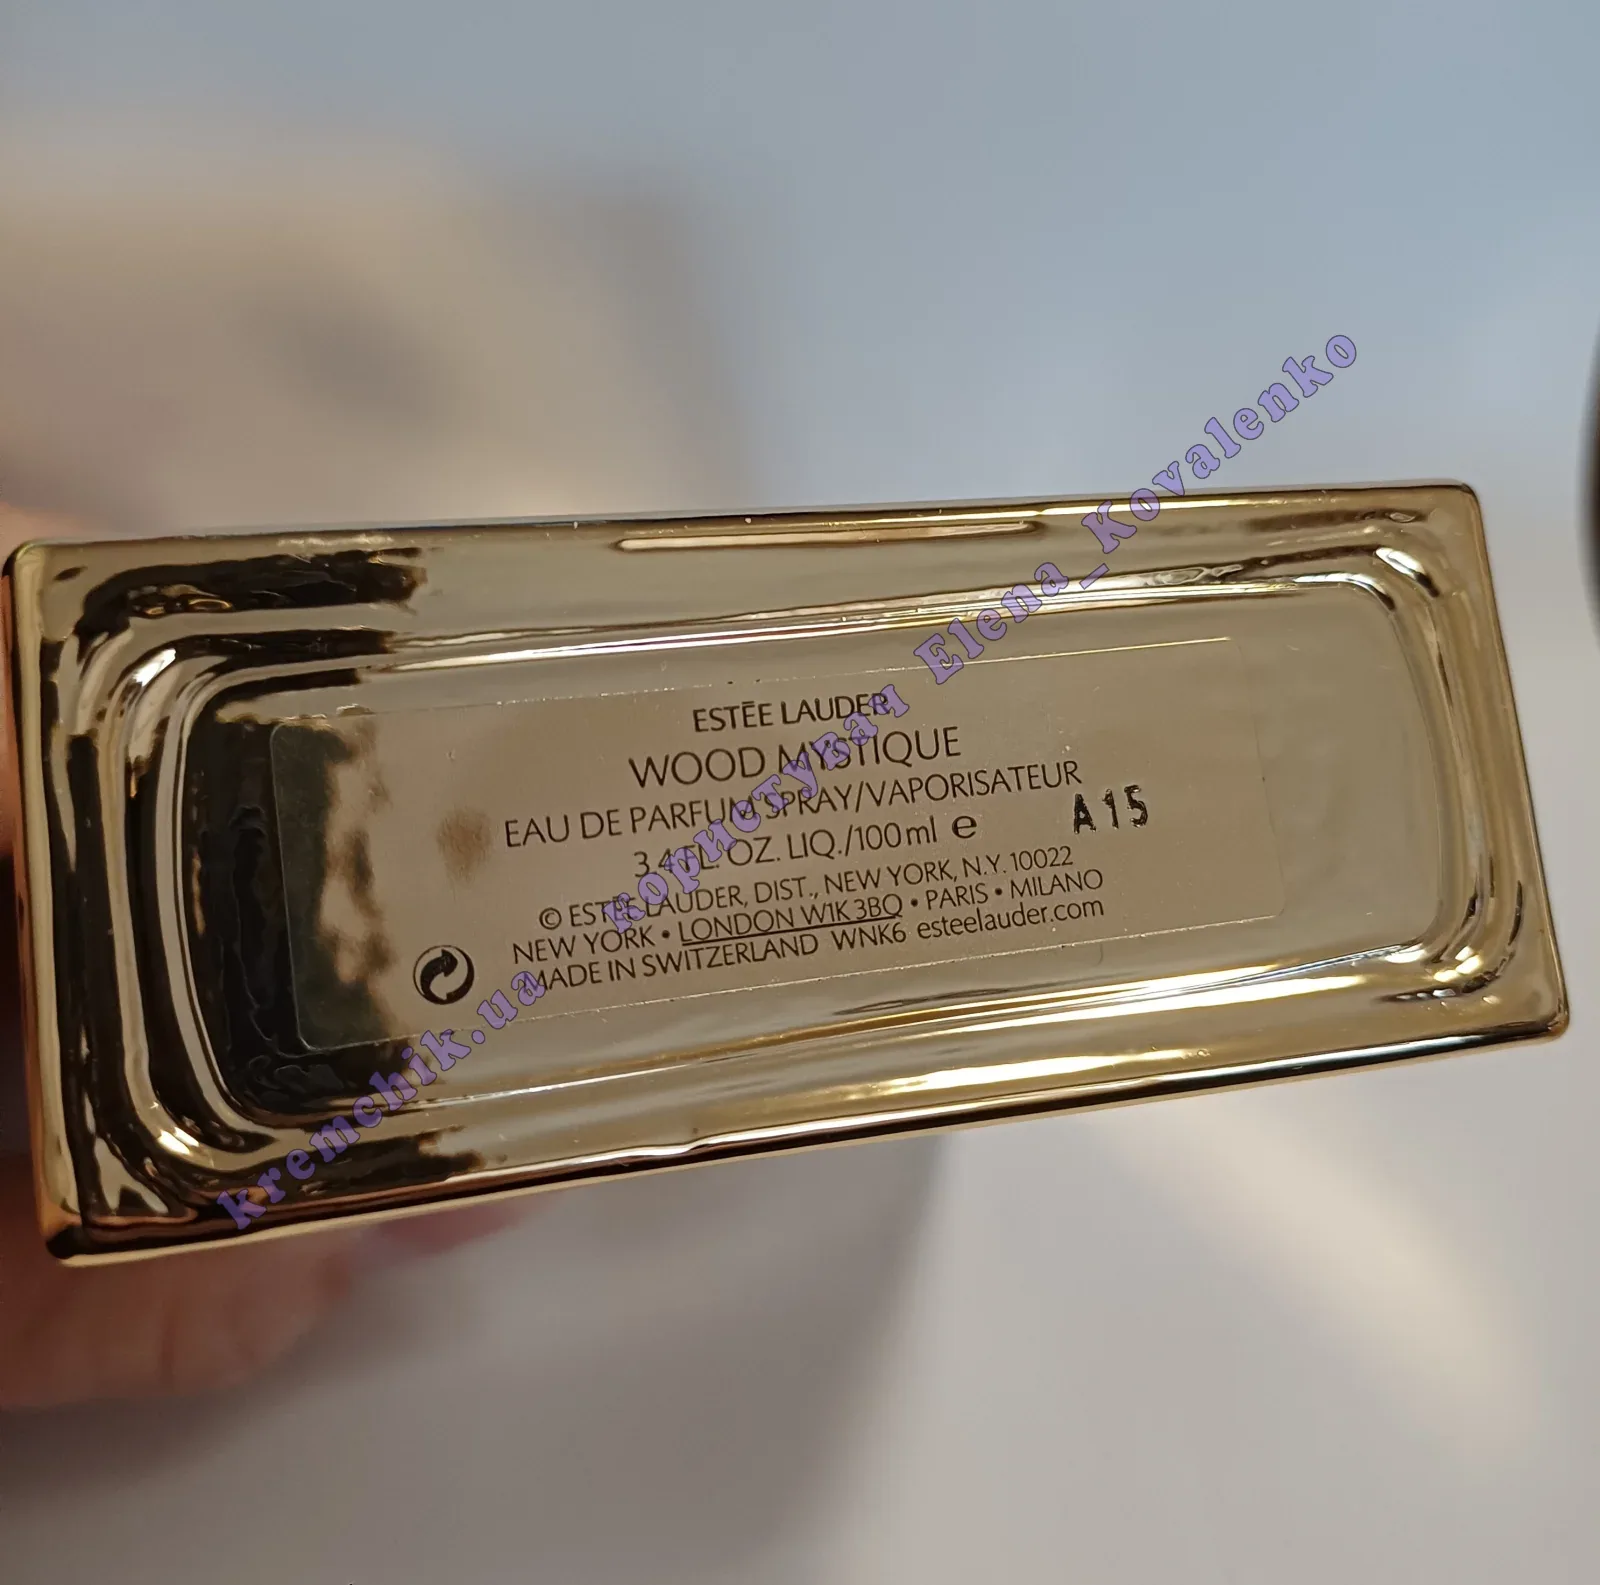 ESTĒE LAUDER
WOOD MYSTIQUE
EAU DE PARFUM SPRAY/VAPORISATEUR
3.4 FL. OZ. LIQ./100 ml ℮ A15
© ESTĒE LAUDER, DIST., NEW YORK, N.Y. 10022
NEW YORK • LONDON W1K 3BQ • PARIS • MILANO
MADE IN SWITZERLAND WNK6 esteelauder.com
kremchik.ua користувач Elena_Kovalenko